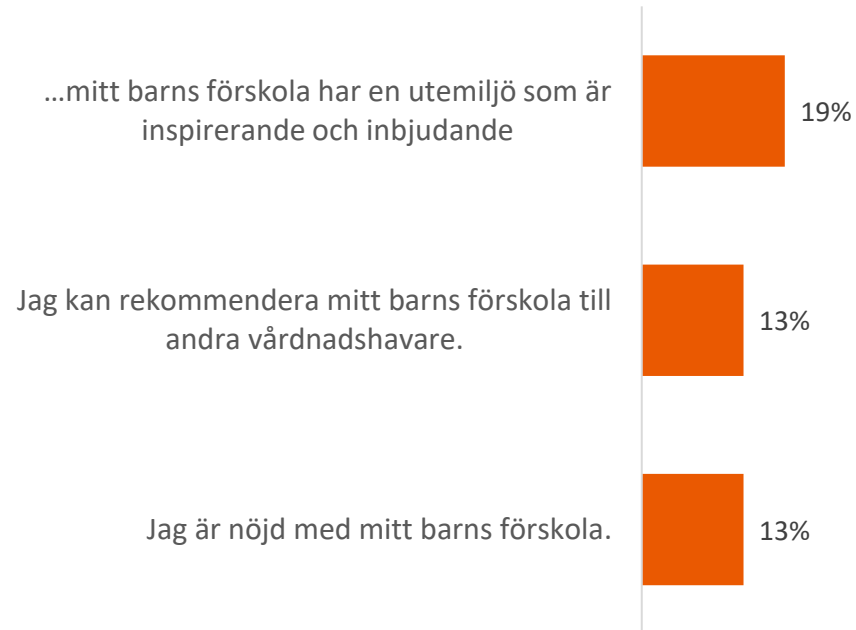 …mitt barns förskola har en utemiljö som är
inspirerande och inbjudande
19%
Jag kan rekommendera mitt barns förskola till
andra vårdnadshavare.
13%
Jag är nöjd med mitt barns förskola.
13%